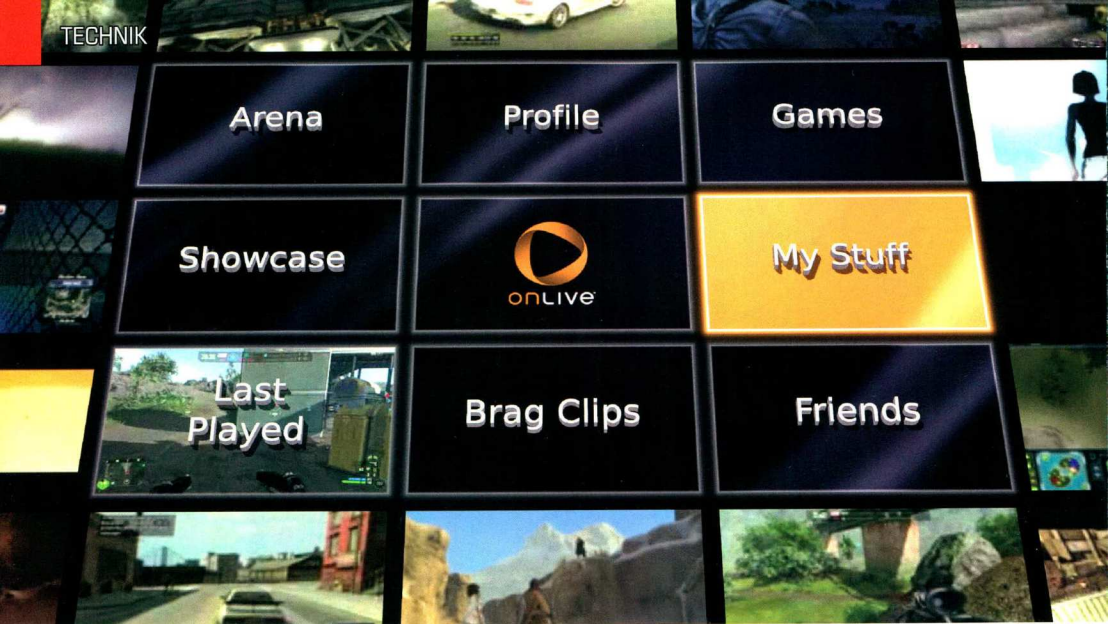 TECHNIK
Arena
Profile
Games
Showcase
onLIVE
My Stuff
Last
Played
Brag Clips
Friends